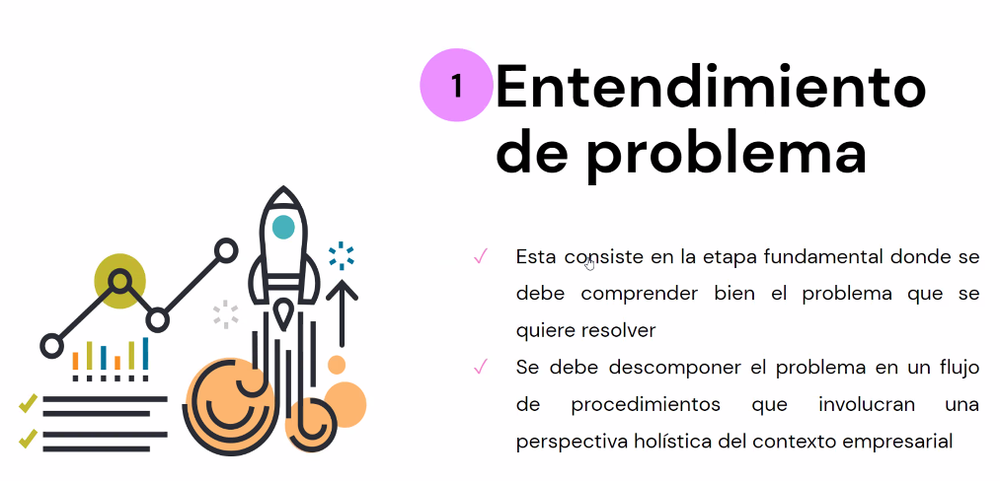 1
Entendimiento
de problema
Esta consiste en la etapa fundamental donde se
debe comprender bien el problema que se
quiere resolver
Se debe descomponer el problema en un flujo
de procedimientos que involucran una
perspectiva holística del contexto empresarial